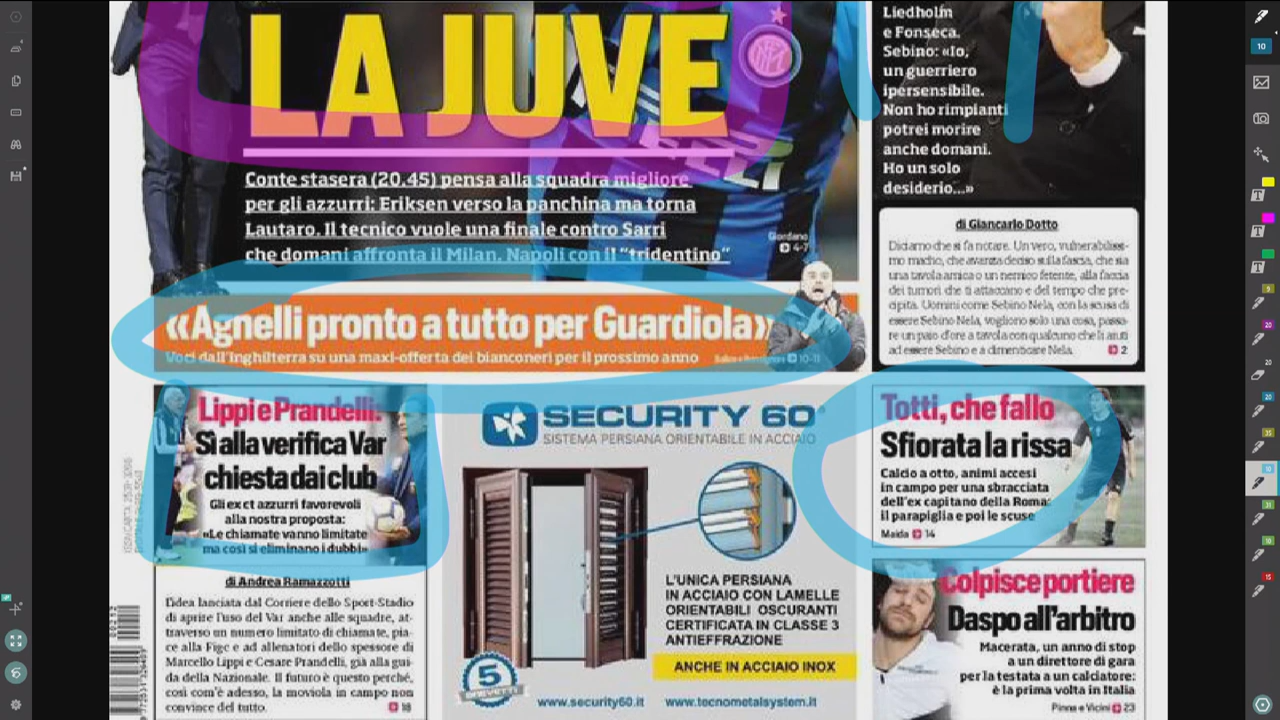 LA JUVE
Conte stasera (20.45) pensa alla squadra migliore
per gli azzurri: Eriksen verso la panchina ma torna
Lautaro. Il tecnico vuole una finale contro Sarri
che domani affronta il Milan. Napoli con il “tridentino”
Giordano
4-7
«Agnelli pronto a tutto per Guardiola»
Voci dall'Inghilterra su una maxi-offerta dei bianconeri per il prossimo anno
10-11
Lippi e Prandelli:
Sì alla verifica Var
chiesta dai club
Gli ex ct azzurri favorevoli
alla nostra proposta:
«Le chiamate vanno limitate
ma così si eliminano i dubbi»
di Andrea Ramazzotti
L'idea lanciata dal Corriere dello Sport-Stadio
di aprire l'uso del Var anche alle squadre, at-
traverso un numero limitato di chiamate, pia-
ce alla Figc e ad allenatori dello spessore di
Marcello Lippi e Cesare Prandelli, già alla gui-
da della Nazionale. Il futuro è questo perché,
così com'è adesso, la moviola in campo non
convince del tutto.
18
SECURITY 60
SISTEMA PERSIANA ORIENTABILE IN ACCIAIO
L'UNICA PERSIANA
IN ACCIAIO CON LAMELLE
ORIENTABILI OSCURANTI
CERTIFICATA IN CLASSE 3
ANTIEFFRAZIONE
ANCHE IN ACCIAIO INOX
5
BREVETTI
www.security60.it
www.tecnometalsystem.it
Liedholm
e Fonseca.
Sebino: «Io,
un guerriero
ipersensibile.
Non ho rimpianti
potrei morire
anche domani.
Ho un solo
desiderio...»
di Giancarlo Dotto
Diciamo che si fa notare. Un vero, vulnerabilissi-
mo macho, che avanza deciso sulla fascia, che sia
una tavola amica o un nemico fetente, alla faccia
dei tumori che ti attaccano e del tempo che pre-
cipita. Uomini come Sebino Nela, con la scusa di
essere Sebino Nela, vogliono solo una cosa, passa-
re un paio d'ore a tavola con qualcuno che li aiuti
ad essere Sebino e a dimenticare Nela.
2
Totti, che fallo
Sfiorata la rissa
Calcio a otto, animi accesi
in campo per una sbracciata
dell'ex capitano della Roma:
il parapiglia e poi le scuse
Maida
14
Colpisce portiere
Daspo all'arbitro
Macerata, un anno di stop
a un direttore di gara
per la testata a un calciatore:
è la prima volta in Italia
Pinna e Vicini
23
10